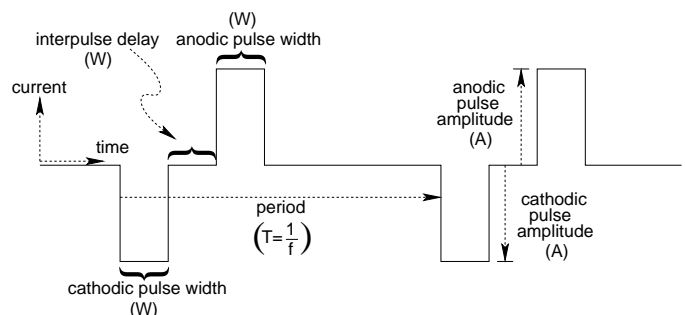 (W)
anodic pulse width
interpulse delay
(W)
current
time
anodic
pulse
amplitude
(A)
period
(T=1/f)
cathodic
pulse
amplitude
(A)
cathodic pulse width
(W)